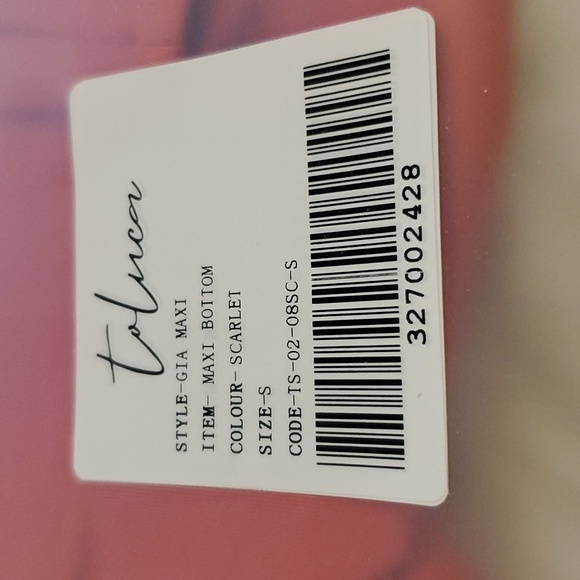 toluca
STYLE-GIA MAXI
ITEM- MAXI BOTTOM
COLOUR- SCARLET
SIZE-S
CODE-TS-02-08SC-S
327002428